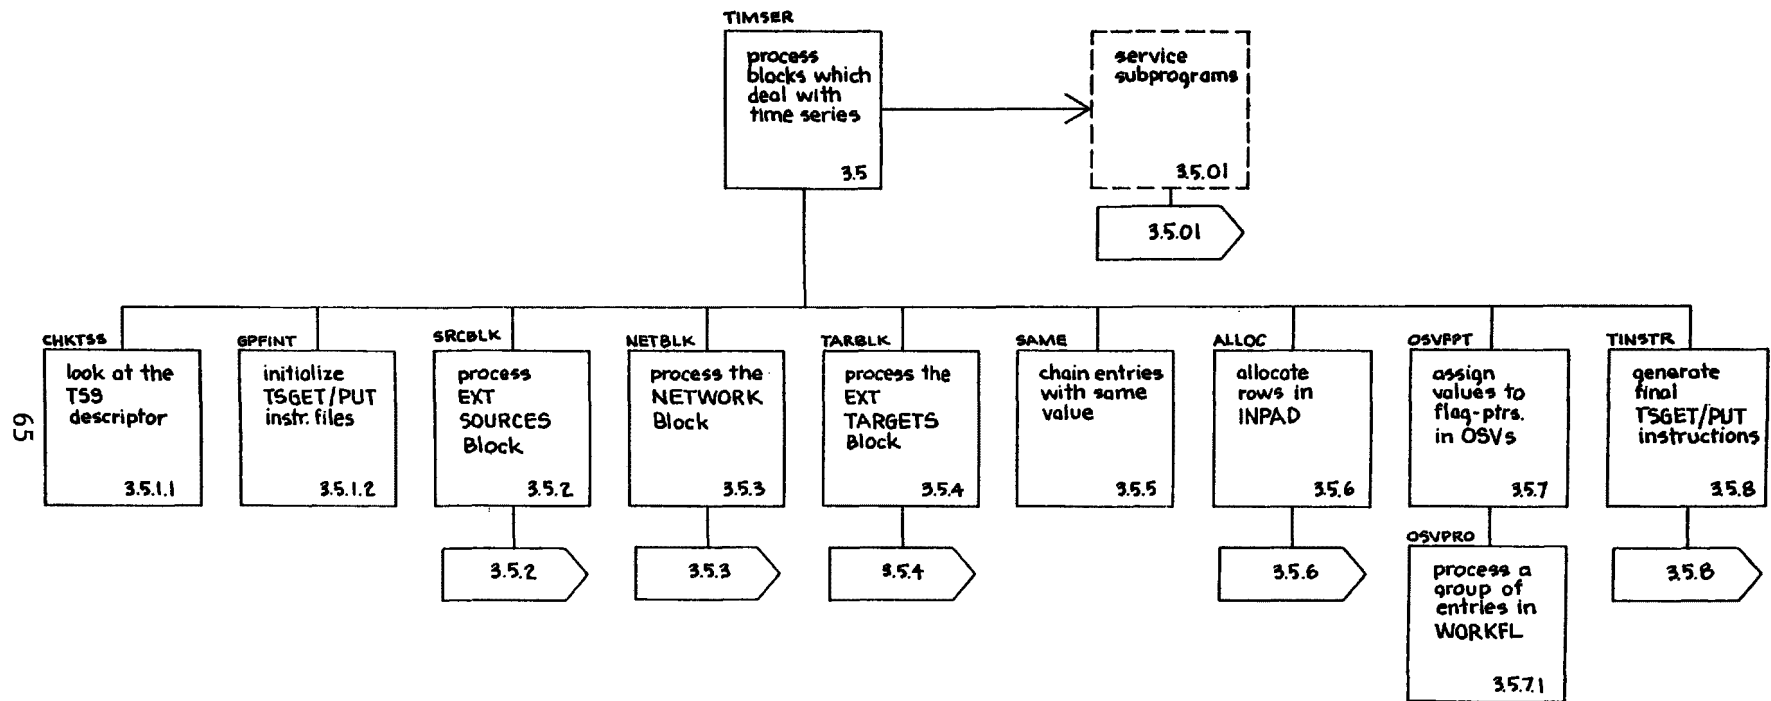 TIMSER
process
blocks which
deal with
time series
3.5
service
subprograms
3.5.01
3.5.01
CHKTSS
look at the
TSS
descriptor
3.5.1.1
GPFINT
initialize
TSGET/PUT
instr. files
3.5.1.2
SRCBLK
process
EXT
SOURCES
Block
3.5.2
3.5.2
NETBLK
process the
NETWORK
Block
3.5.3
3.5.3
TARBLK
process the
EXT
TARGETS
Block
3.5.4
3.5.4
SAME
chain entries
with same
value
3.5.5
ALLOC
allocate
rows in
INPAD
3.5.6
3.5.6
OSVFPT
assign
values to
flag-ptrs.
in OSVs
3.5.7
OSVPRO
process a
group of
entries in
WORKFL
3.5.7.1
TINSTR
generate
final
TSGET/PUT
instructions
3.5.8
3.5.8
65